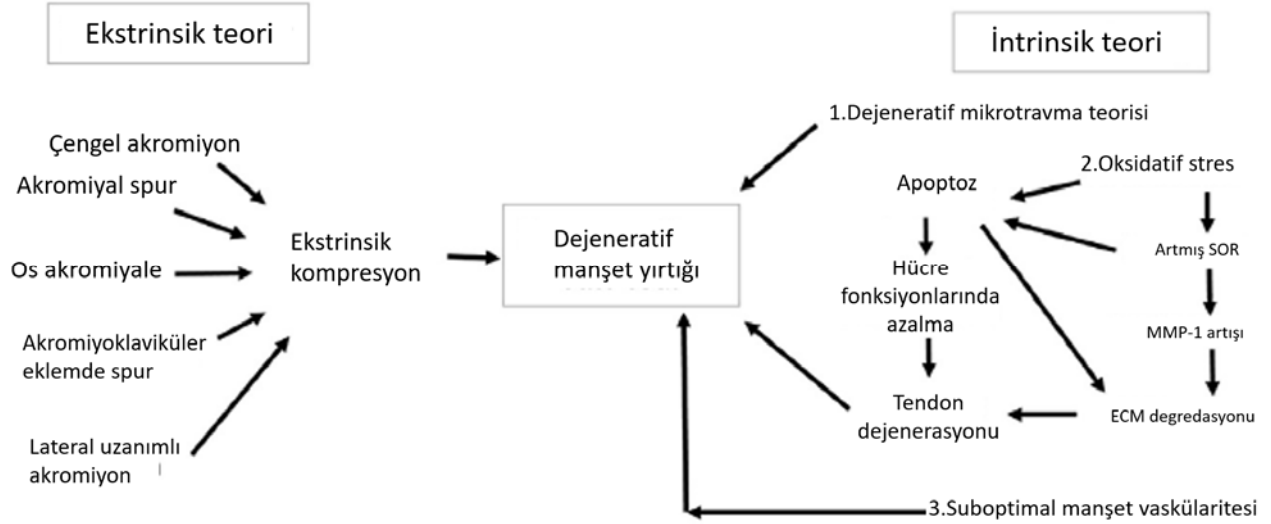 Ekstrinsik teori
Çengel akromiyon
Akromiyal spur
Os akromiyale
Akromiyoklaviküler
eklemde spur
Lateral uzanımlı
akromiyon
Ekstrinsik
kompresyon
Dejeneratif
manşet yırtığı
İntrinsik teori
1.Dejeneratif mikrotravma teorisi
2.Oksidatif stres
Apoptoz
Artmış SOR
Hücre
fonksiyonlarında
azalma
MMP-1 artışı
Tendon
dejenerasyonu
ECM degredasyonu
3.Suboptimal manşet vaskülaritesi